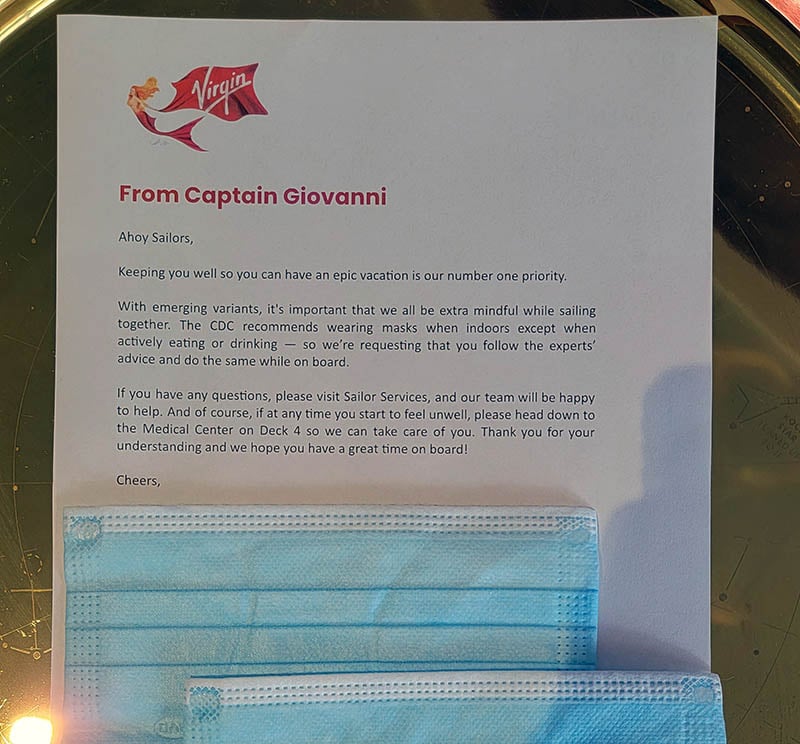 Virgin
From Captain Giovanni
Ahoy Sailors,
Keeping you well so you can have an epic vacation is our number one priority.
With emerging variants, it's important that we all be extra mindful while sailing
together. The CDC recommends wearing masks when indoors except when
actively eating or drinking — so we're requesting that you follow the experts'
advice and do the same while on board.
If you have any questions, please visit Sailor Services, and our team will be happy
to help. And of course, if at any time you start to feel unwell, please head down to
the Medical Center on Deck 4 so we can take care of you. Thank you for your
understanding and we hope you have a great time on board!
Cheers,